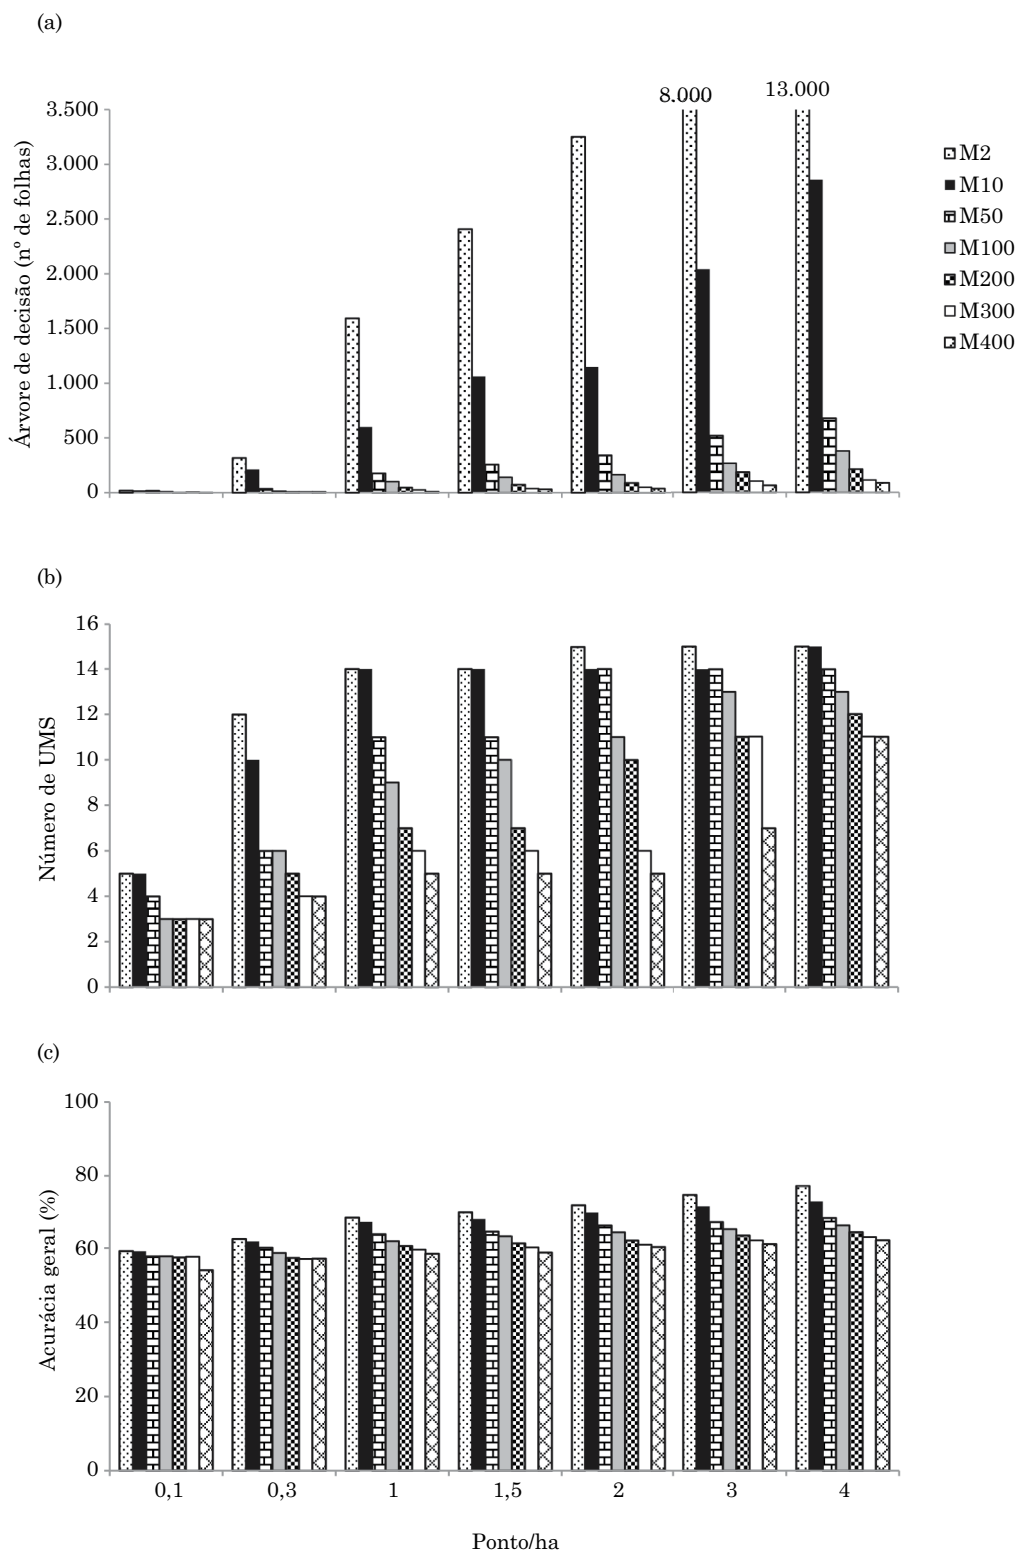 (a)
8.000
13.000
3.500
3.000
2.500
2.000
1.500
1.000
500
0
Árvore de decisão (nº de folhas)
M2
M10
M50
M100
M200
M300
M400
(b)
16
14
12
10
8
6
4
2
0
Número de UMS
(c)
100
80
60
40
20
0
Acurácia geral (%)
0,1 0,3 1 1,5 2 3 4
Ponto/ha